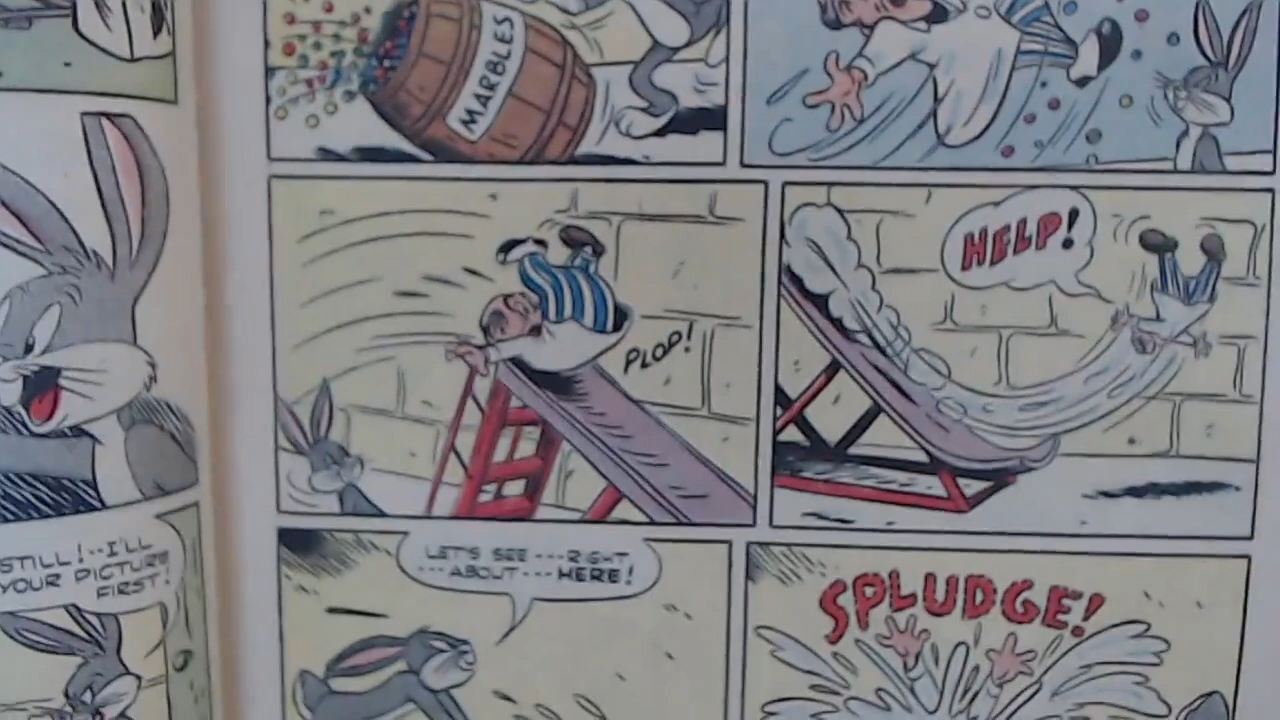 MARBLES
PLOP!
HELP!
STILL!--I'LL
YOUR PICTURE
FIRST!
LET'S SEE ---RIGHT
---ABOUT---HERE!
SPLUDGE!